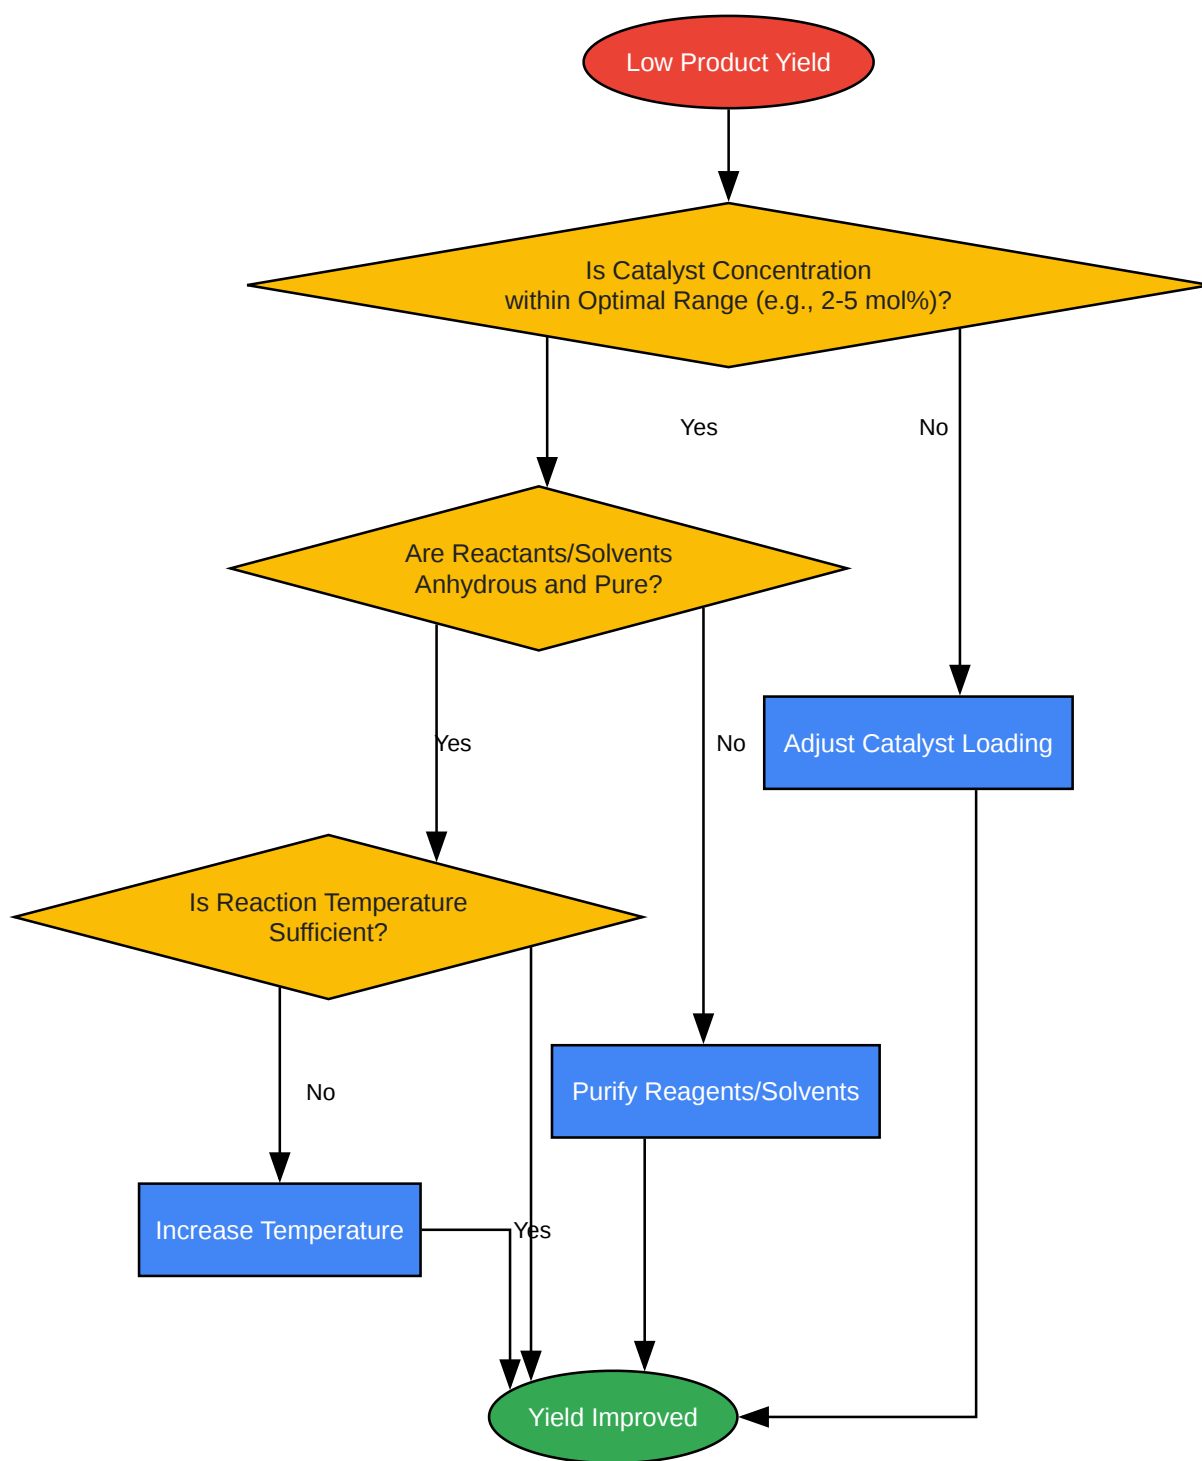 Low Product Yield
Is Catalyst Concentration
within Optimal Range (e.g., 2-5 mol%)?
Yes
No
Are Reactants/Solvents
Anhydrous and Pure?
Yes
No
Adjust Catalyst Loading
Is Reaction Temperature
Sufficient?
No
Purify Reagents/Solvents
Increase Temperature
Yes
Yield Improved